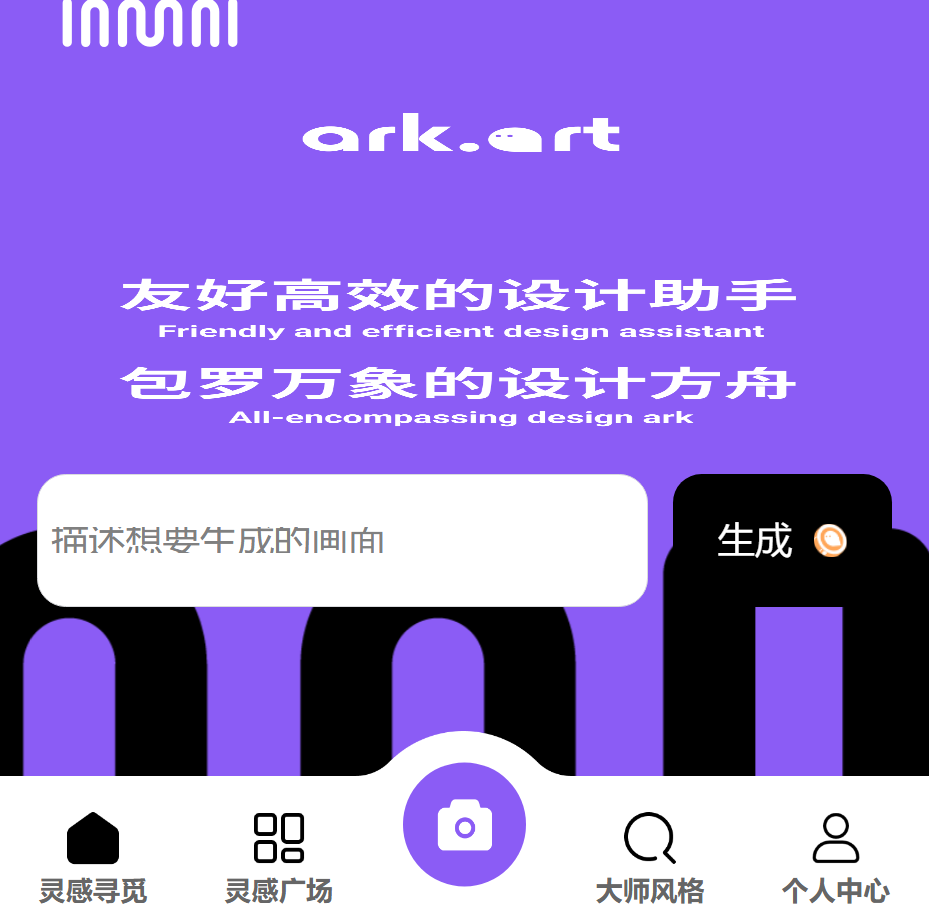 ark.art
友好高效的设计助手
Friendly and efficient design assistant
包罗万象的设计方舟
All-encompassing design ark
描述想要生成的画面
生成
灵感寻觅
灵感广场
大师风格
个人中心